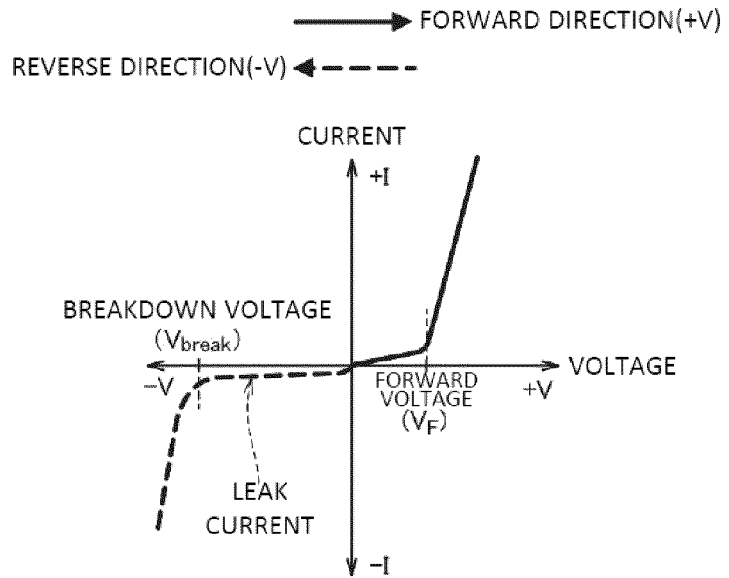 FORWARD DIRECTION(+V)
REVERSE DIRECTION(-V)
CURRENT
+I
BREAKDOWN VOLTAGE
(Vbreak)
−V
VOLTAGE
+V
FORWARD
VOLTAGE
(VF)
LEAK
CURRENT
−I